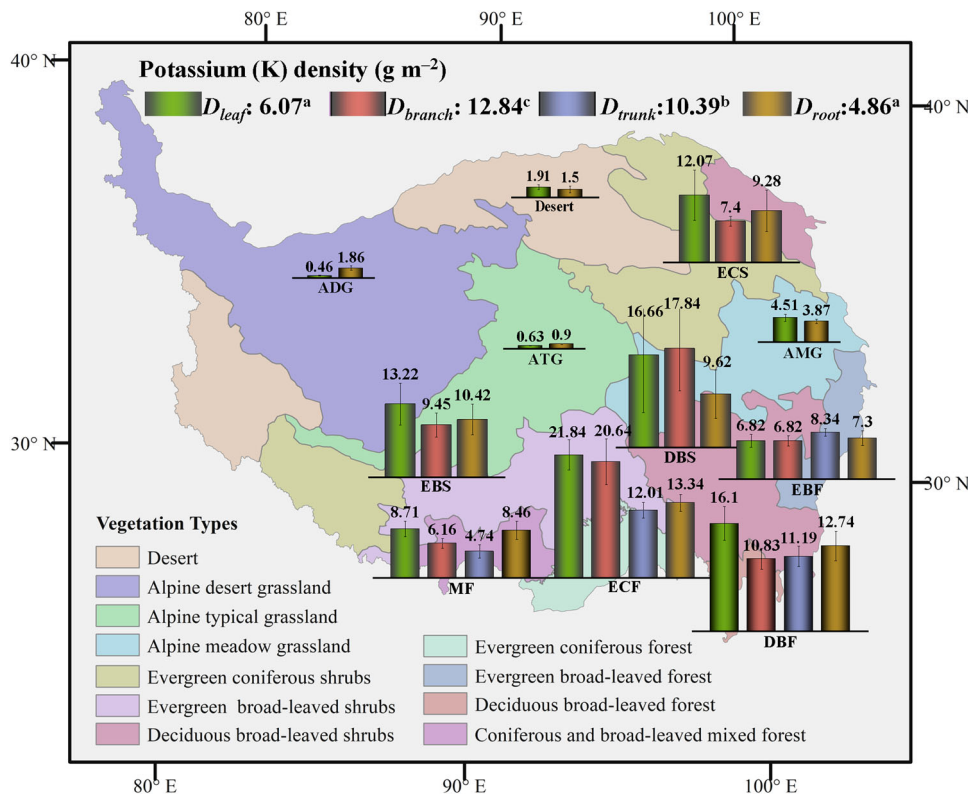 80° E 90° E 100° E
40° N
Potassium (K) density (g m⁻²)
D_leaf: 6.07ᵃ D_branch: 12.84ᶜ D_trunk:10.39ᵇ D_root:4.86ᵃ
40° N
12.07 7.4 9.28
ECS
1.91 1.5
Desert
0.46 1.86
ADG
4.51 3.87
AMG
0.63 0.9
ATG
16.66 17.84 9.62
DBS
13.22 9.45 10.42
EBS
6.82 6.82 8.34 7.3
EBF
30° N
21.84 20.64 12.01 13.34
ECF
8.71 6.16 4.74 8.46
MF
16.1 10.83 11.19 12.74
DBF
Vegetation Types
Desert
Alpine desert grassland
Alpine typical grassland
Alpine meadow grassland
Evergreen coniferous shrubs
Evergreen broad-leaved shrubs
Deciduous broad-leaved shrubs
Evergreen coniferous forest
Evergreen broad-leaved forest
Deciduous broad-leaved forest
Coniferous and broad-leaved mixed forest
80° E 90° E 100° E